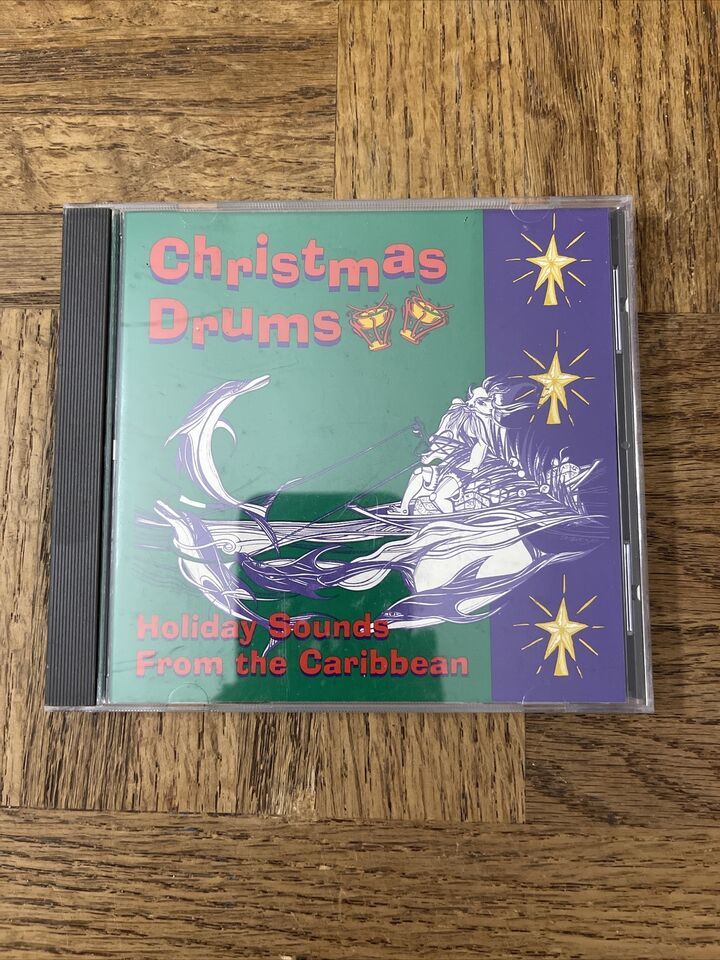 Christmas
Drums
Holiday Sounds
From the Caribbean